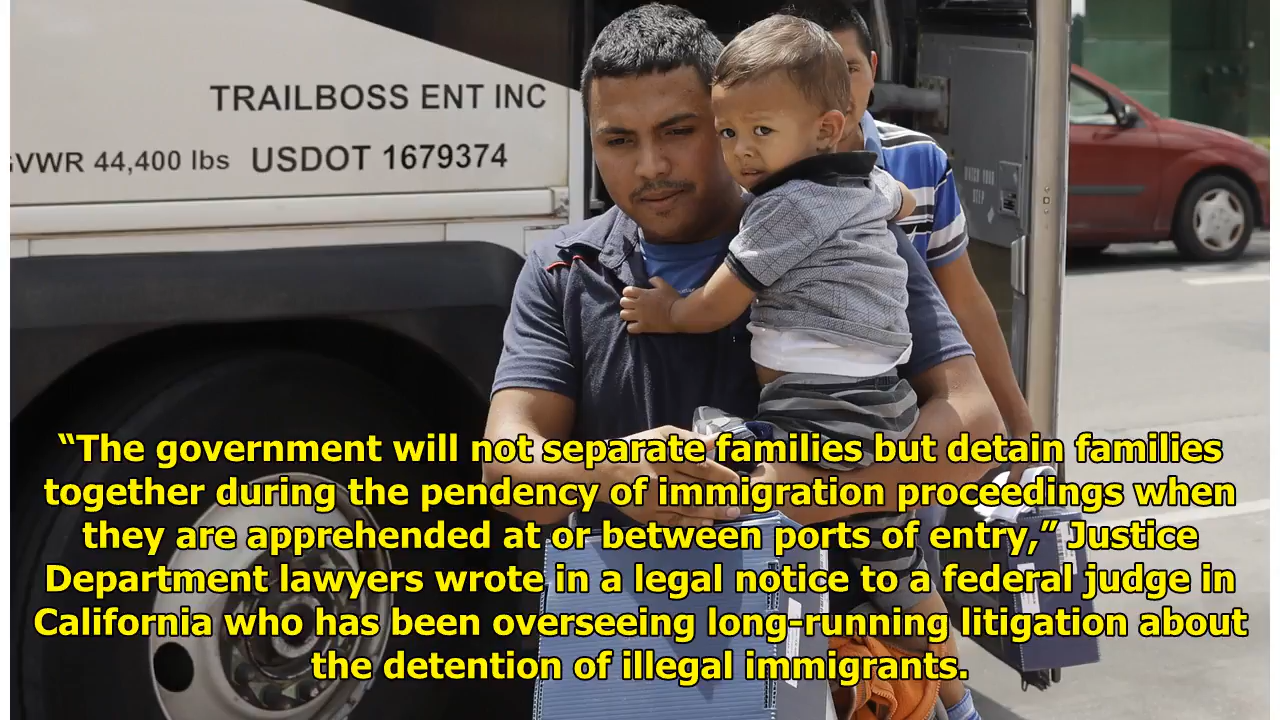 TRAILBOSS ENT INC
GVWR 44,400 lbs USDOT 1679374
“The government will not separate families but detain families
together during the pendency of immigration proceedings when
they are apprehended at or between ports of entry,” Justice
Department lawyers wrote in a legal notice to a federal judge in
California who has been overseeing long-running litigation about
the detention of illegal immigrants.